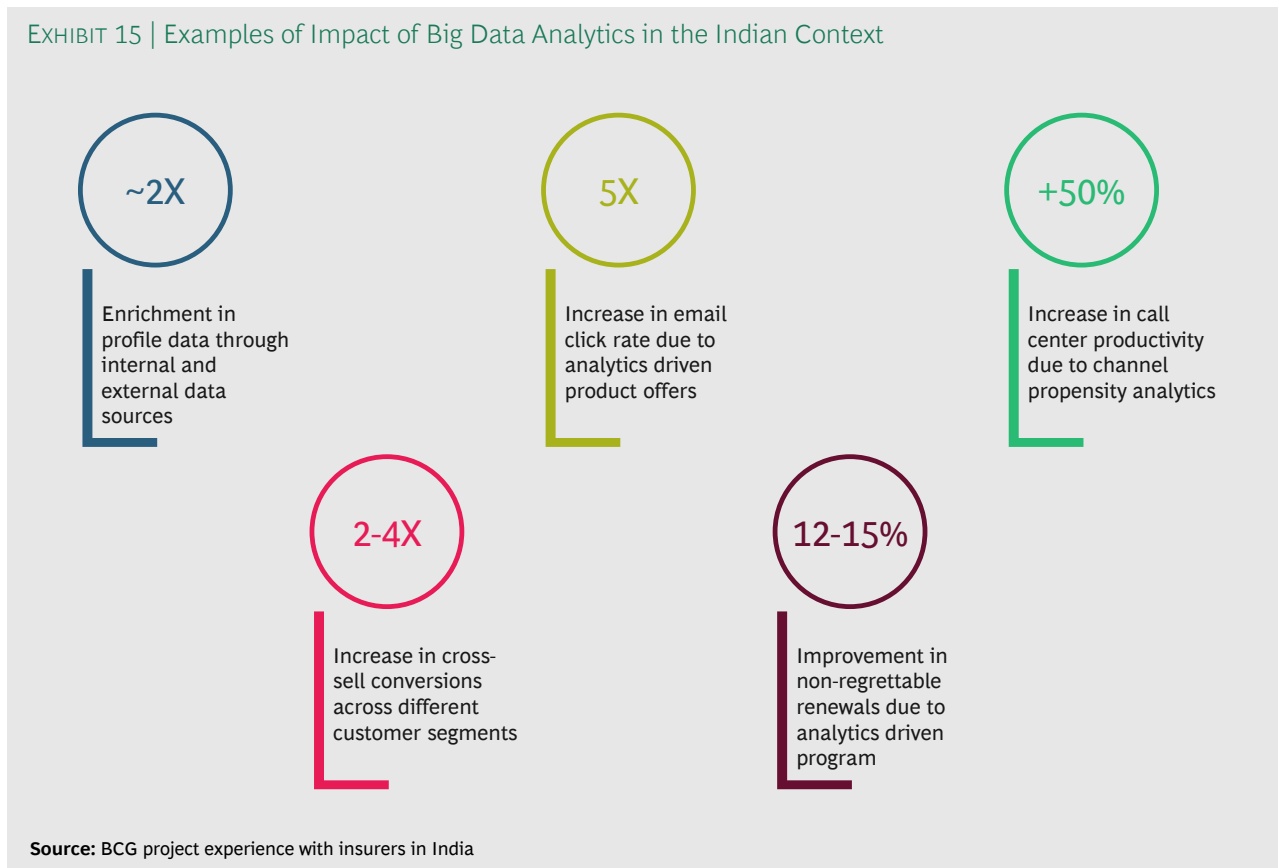 EXHIBIT 15 | Examples of Impact of Big Data Analytics in the Indian Context
~2X
Enrichment in
profile data through
internal and
external data
sources
5X
Increase in email
click rate due to
analytics driven
product offers
+50%
Increase in call
center productivity
due to channel
propensity analytics
2-4X
Increase in cross-
sell conversions
across different
customer segments
12-15%
Improvement in
non-regrettable
renewals due to
analytics driven
program
Source: BCG project experience with insurers in India